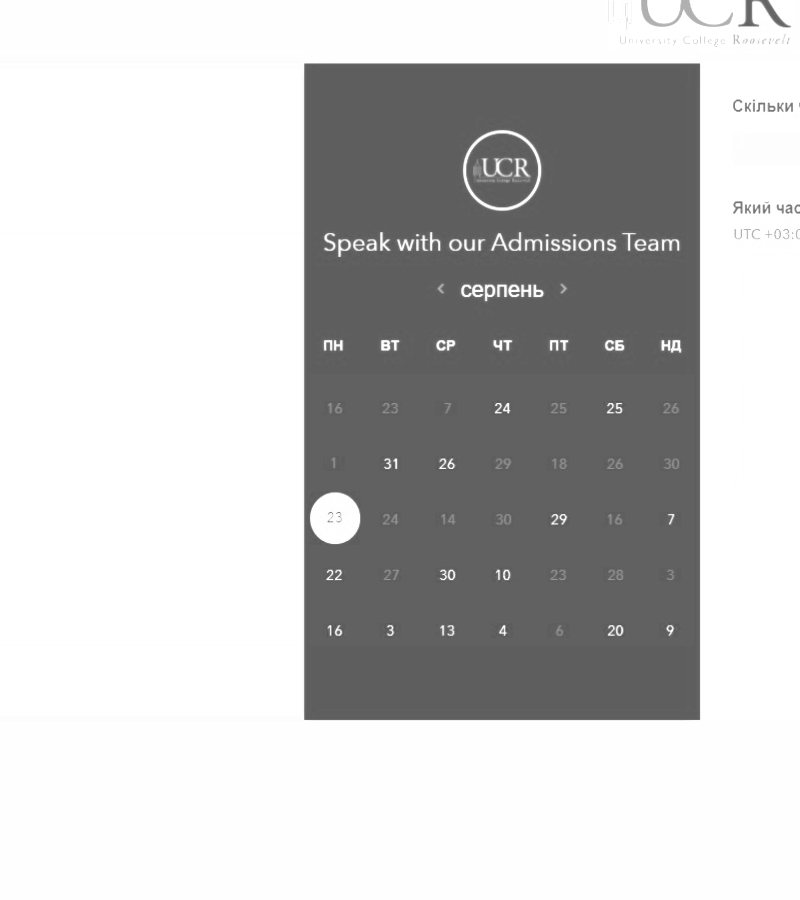 UCR
University College Roosevelt
Скільки
UCR
Який час
Speak with our Admissions Team
UTC +03:0
серпень
ПН ВТ СР ЧТ ПТ СБ НД
16 23 7 24 25 25 26
1 31 26 29 18 26 30
23 24 14 30 29 16 7
22 27 30 10 23 28 3
16 3 13 4 6 20 9